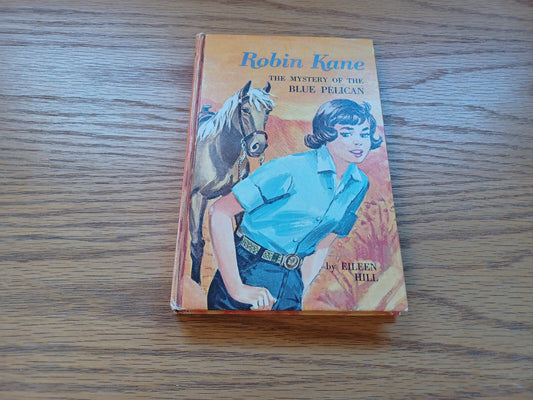 Robin Kane
THE MYSTERY OF THE
BLUE PELICAN
by EILEEN
HILL